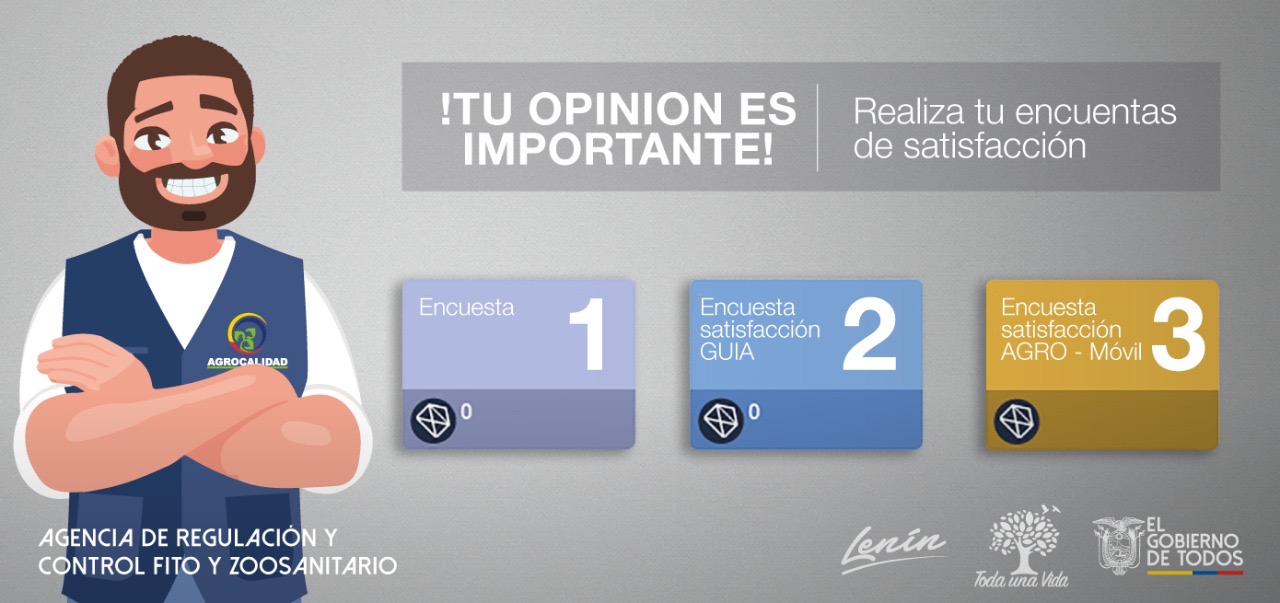 !TU OPINION ES
IMPORTANTE!
Realiza tu encuentas
de satisfacción
Encuesta
1
0
Encuesta
satisfacción
GUIA
2
0
Encuesta
satisfacción
AGRO - Móvil
3
AGROCALIDAD
AGENCIA DE REGULACIÓN Y
CONTROL FITO Y ZOOSANITARIO
Lenín
Toda una Vida
EL
GOBIERNO
DE TODOS